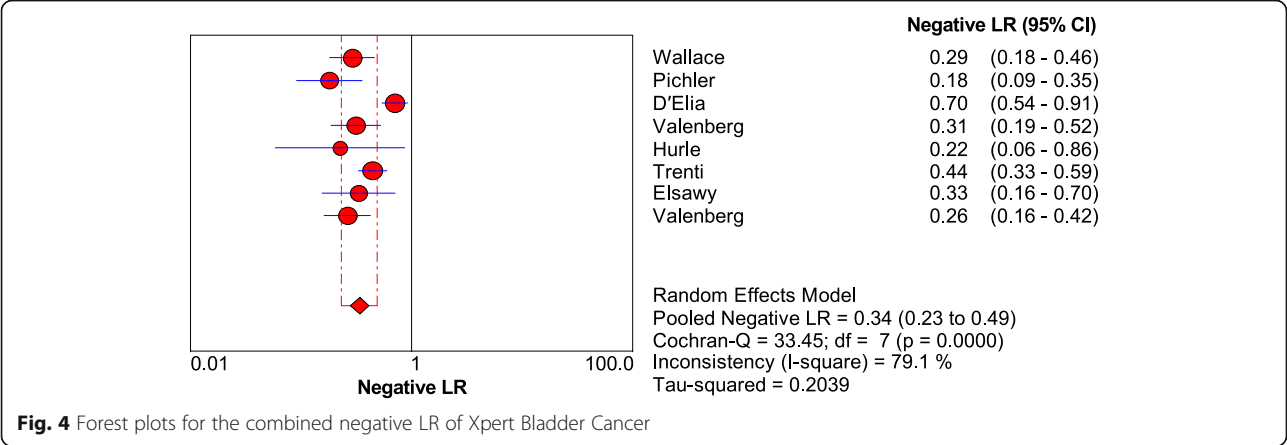 Negative LR (95% CI)
Wallace 0.29 (0.18 - 0.46)
Pichler 0.18 (0.09 - 0.35)
D'Elia 0.70 (0.54 - 0.91)
Valenberg 0.31 (0.19 - 0.52)
Hurle 0.22 (0.06 - 0.86)
Trenti 0.44 (0.33 - 0.59)
Elsawy 0.33 (0.16 - 0.70)
Valenberg 0.26 (0.16 - 0.42)
Random Effects Model
Pooled Negative LR = 0.34 (0.23 to 0.49)
Cochran-Q = 33.45; df = 7 (p = 0.0000)
Inconsistency (I-square) = 79.1 %
Tau-squared = 0.2039
0.01 1 100.0
Negative LR
Fig. 4 Forest plots for the combined negative LR of Xpert Bladder Cancer